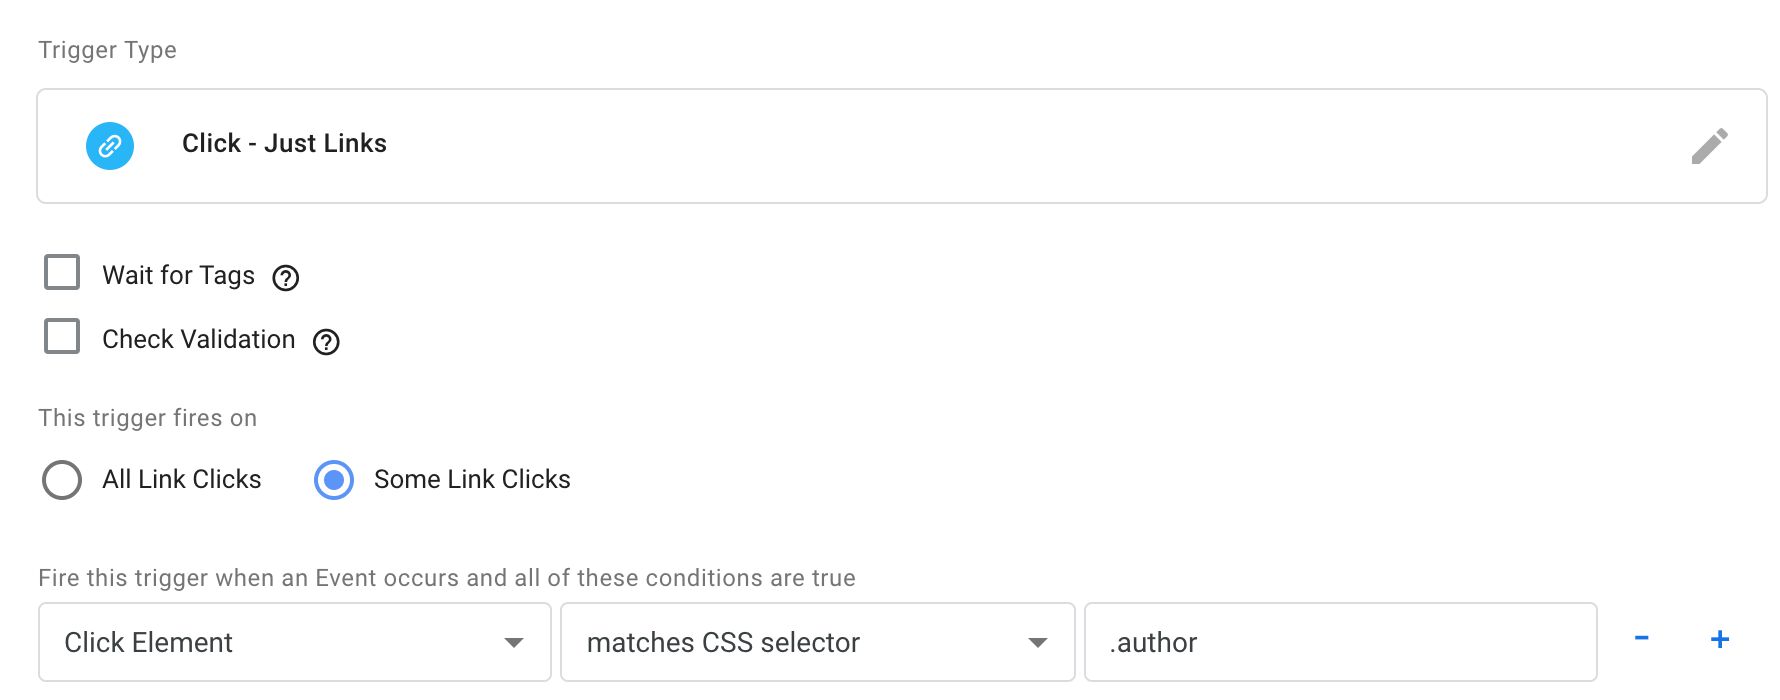 Trigger Type
Click - Just Links
Wait for Tags ?
Check Validation ?
This trigger fires on
All Link Clicks Some Link Clicks
Fire this trigger when an Event occurs and all of these conditions are true
Click Element matches CSS selector .author - +